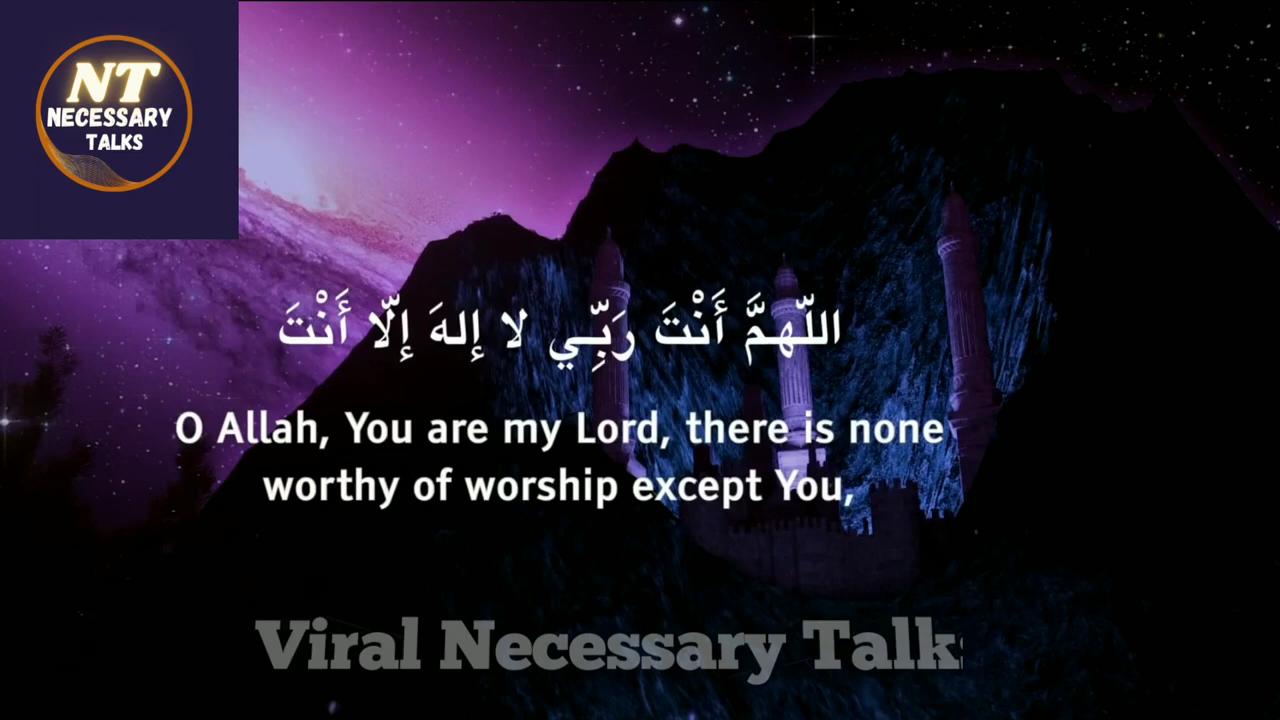 NT
NECESSARY
TALKS
اللّهمَّ أَنْتَ رَبِّي لا إلهَ إلّا أَنْتَ
O Allah, You are my Lord, there is none
worthy of worship except You,
Viral Necessary Talks